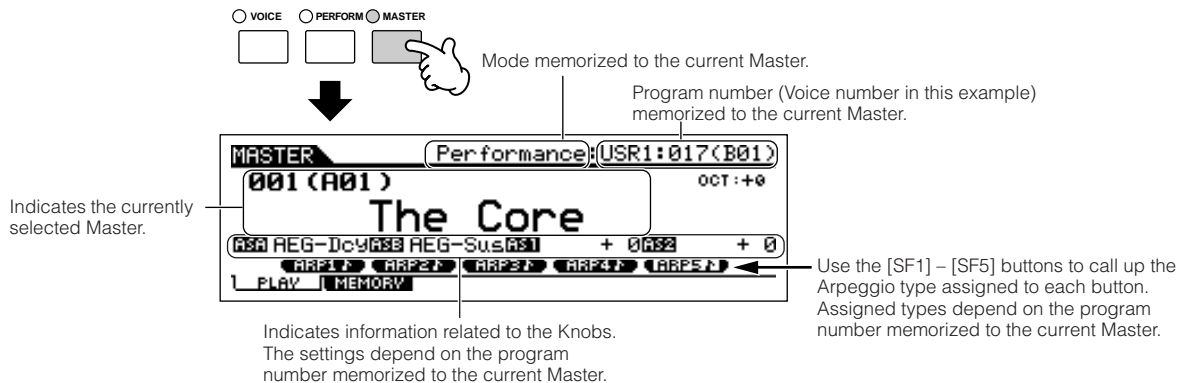 VOICE PERFORM MASTER
Mode memorized to the current Master.
Program number (Voice number in this example)
memorized to the current Master.
MASTER Performance:USR1:017(B01)
001(A01) OCT:+0
The Core
Indicates the currently
selected Master.
ASA AEG-Dcy ASB AEG-Sus AS1 + 0 AS2 + 0
ARP1♪ ARP2♪ ARP3♪ ARP4♪ ARP5♪
PLAY MEMORY
Use the [SF1] – [SF5] buttons to call up the
Arpeggio type assigned to each button.
Assigned types depend on the program
number memorized to the current Master.
Indicates information related to the Knobs.
The settings depend on the program
number memorized to the current Master.